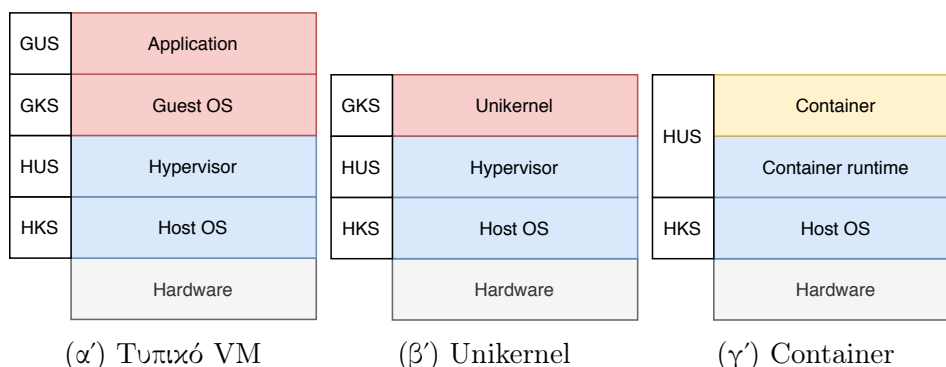 GUS
Application
GKS
Guest OS
HUS
Hypervisor
HKS
Host OS
Hardware
(α΄) Τυπικό VM
GKS
Unikernel
HUS
Hypervisor
HKS
Host OS
Hardware
(β΄) Unikernel
HUS
Container
Container runtime
HKS
Host OS
Hardware
(γ΄) Container